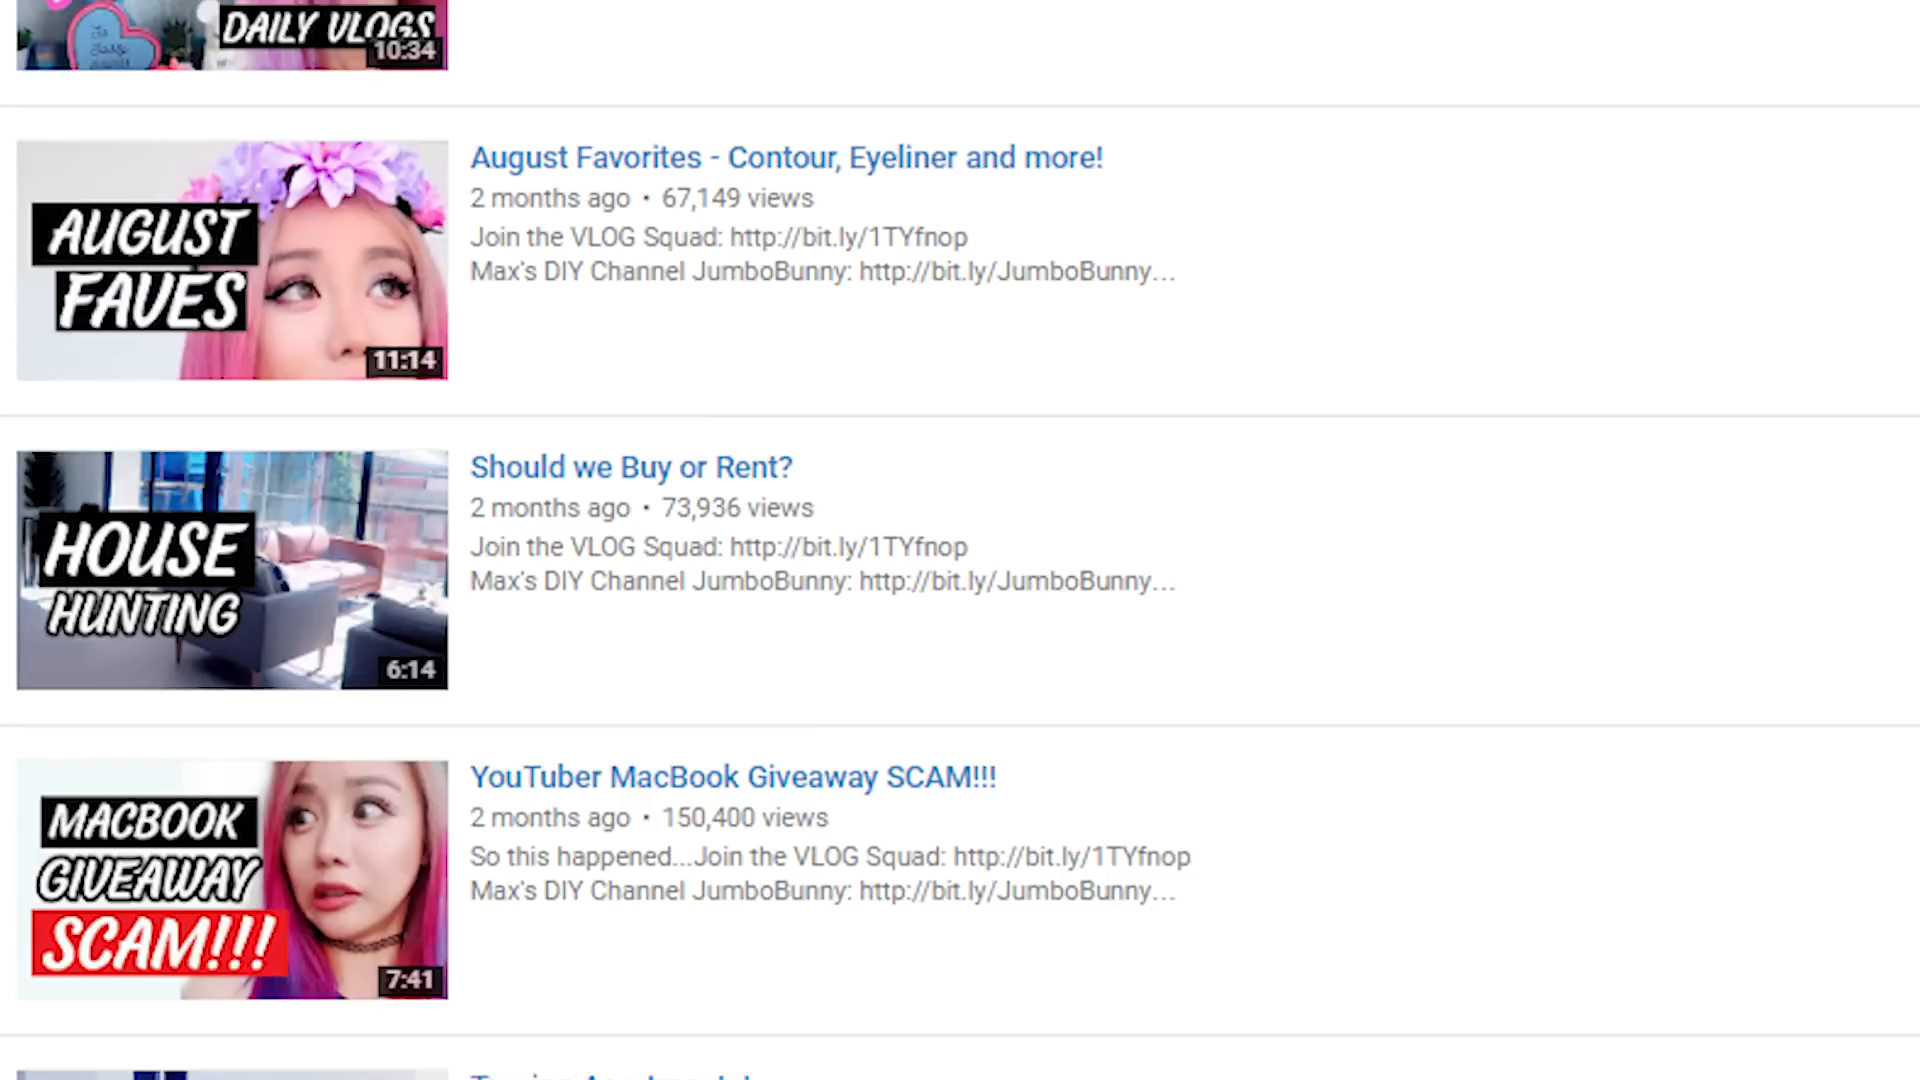 DAILY VLOGS
10:34
AUGUST
FAVES
11:14
August Favorites - Contour, Eyeliner and more!
2 months ago • 67,149 views
Join the VLOG Squad: http://bit.ly/1TYfnop
Max's DIY Channel JumboBunny: http://bit.ly/JumboBunny...
HOUSE
HUNTING
6:14
Should we Buy or Rent?
2 months ago • 73,936 views
Join the VLOG Squad: http://bit.ly/1TYfnop
Max's DIY Channel JumboBunny: http://bit.ly/JumboBunny...
MACBOOK
GIVEAWAY
SCAM!!!
7:41
YouTuber MacBook Giveaway SCAM!!!
2 months ago • 150,400 views
So this happened...Join the VLOG Squad: http://bit.ly/1TYfnop
Max's DIY Channel JumboBunny: http://bit.ly/JumboBunny...